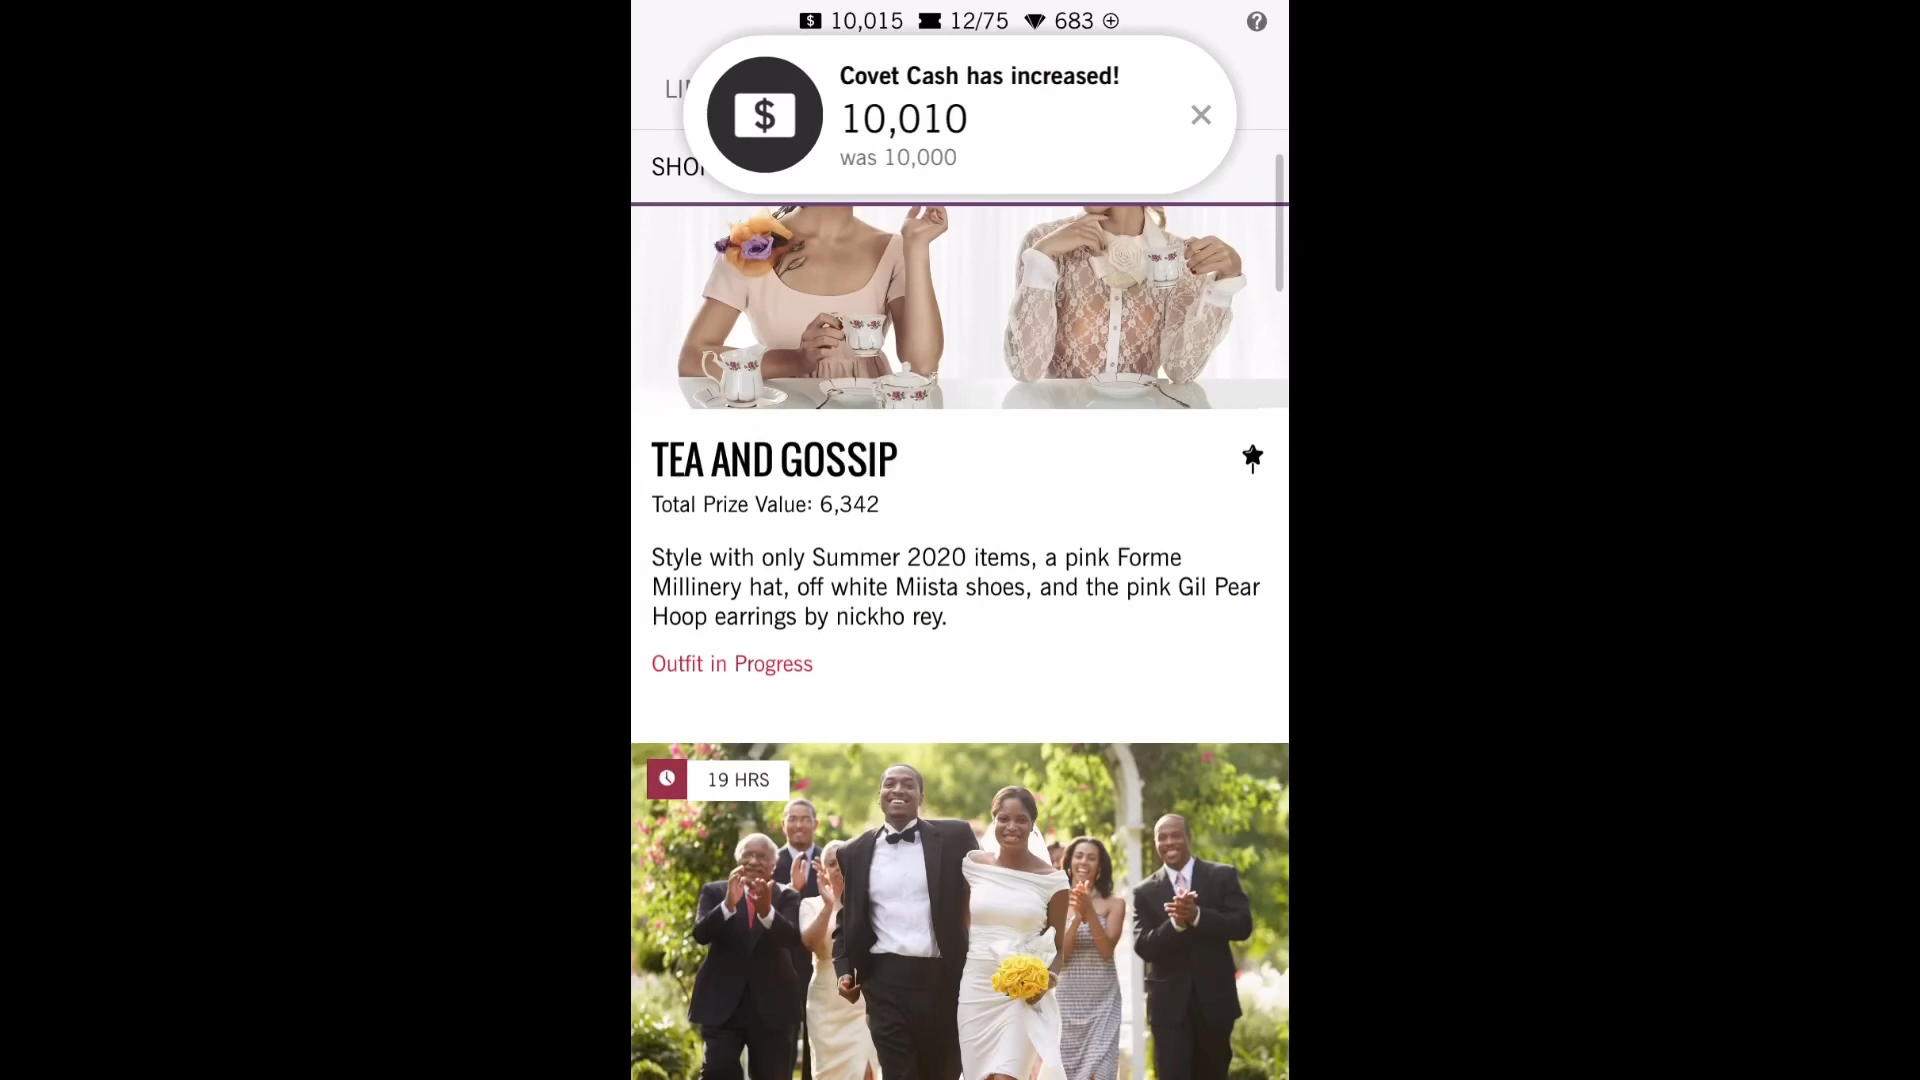 $ 10,015 12/75 683
?
Covet Cash has increased!
$
10,010
was 10,000
TEA AND GOSSIP
Total Prize Value: 6,342
Style with only Summer 2020 items, a pink Forme
Millinery hat, off white Miista shoes, and the pink Gil Pear
Hoop earrings by nickho rey.
Outfit in Progress
19 HRS